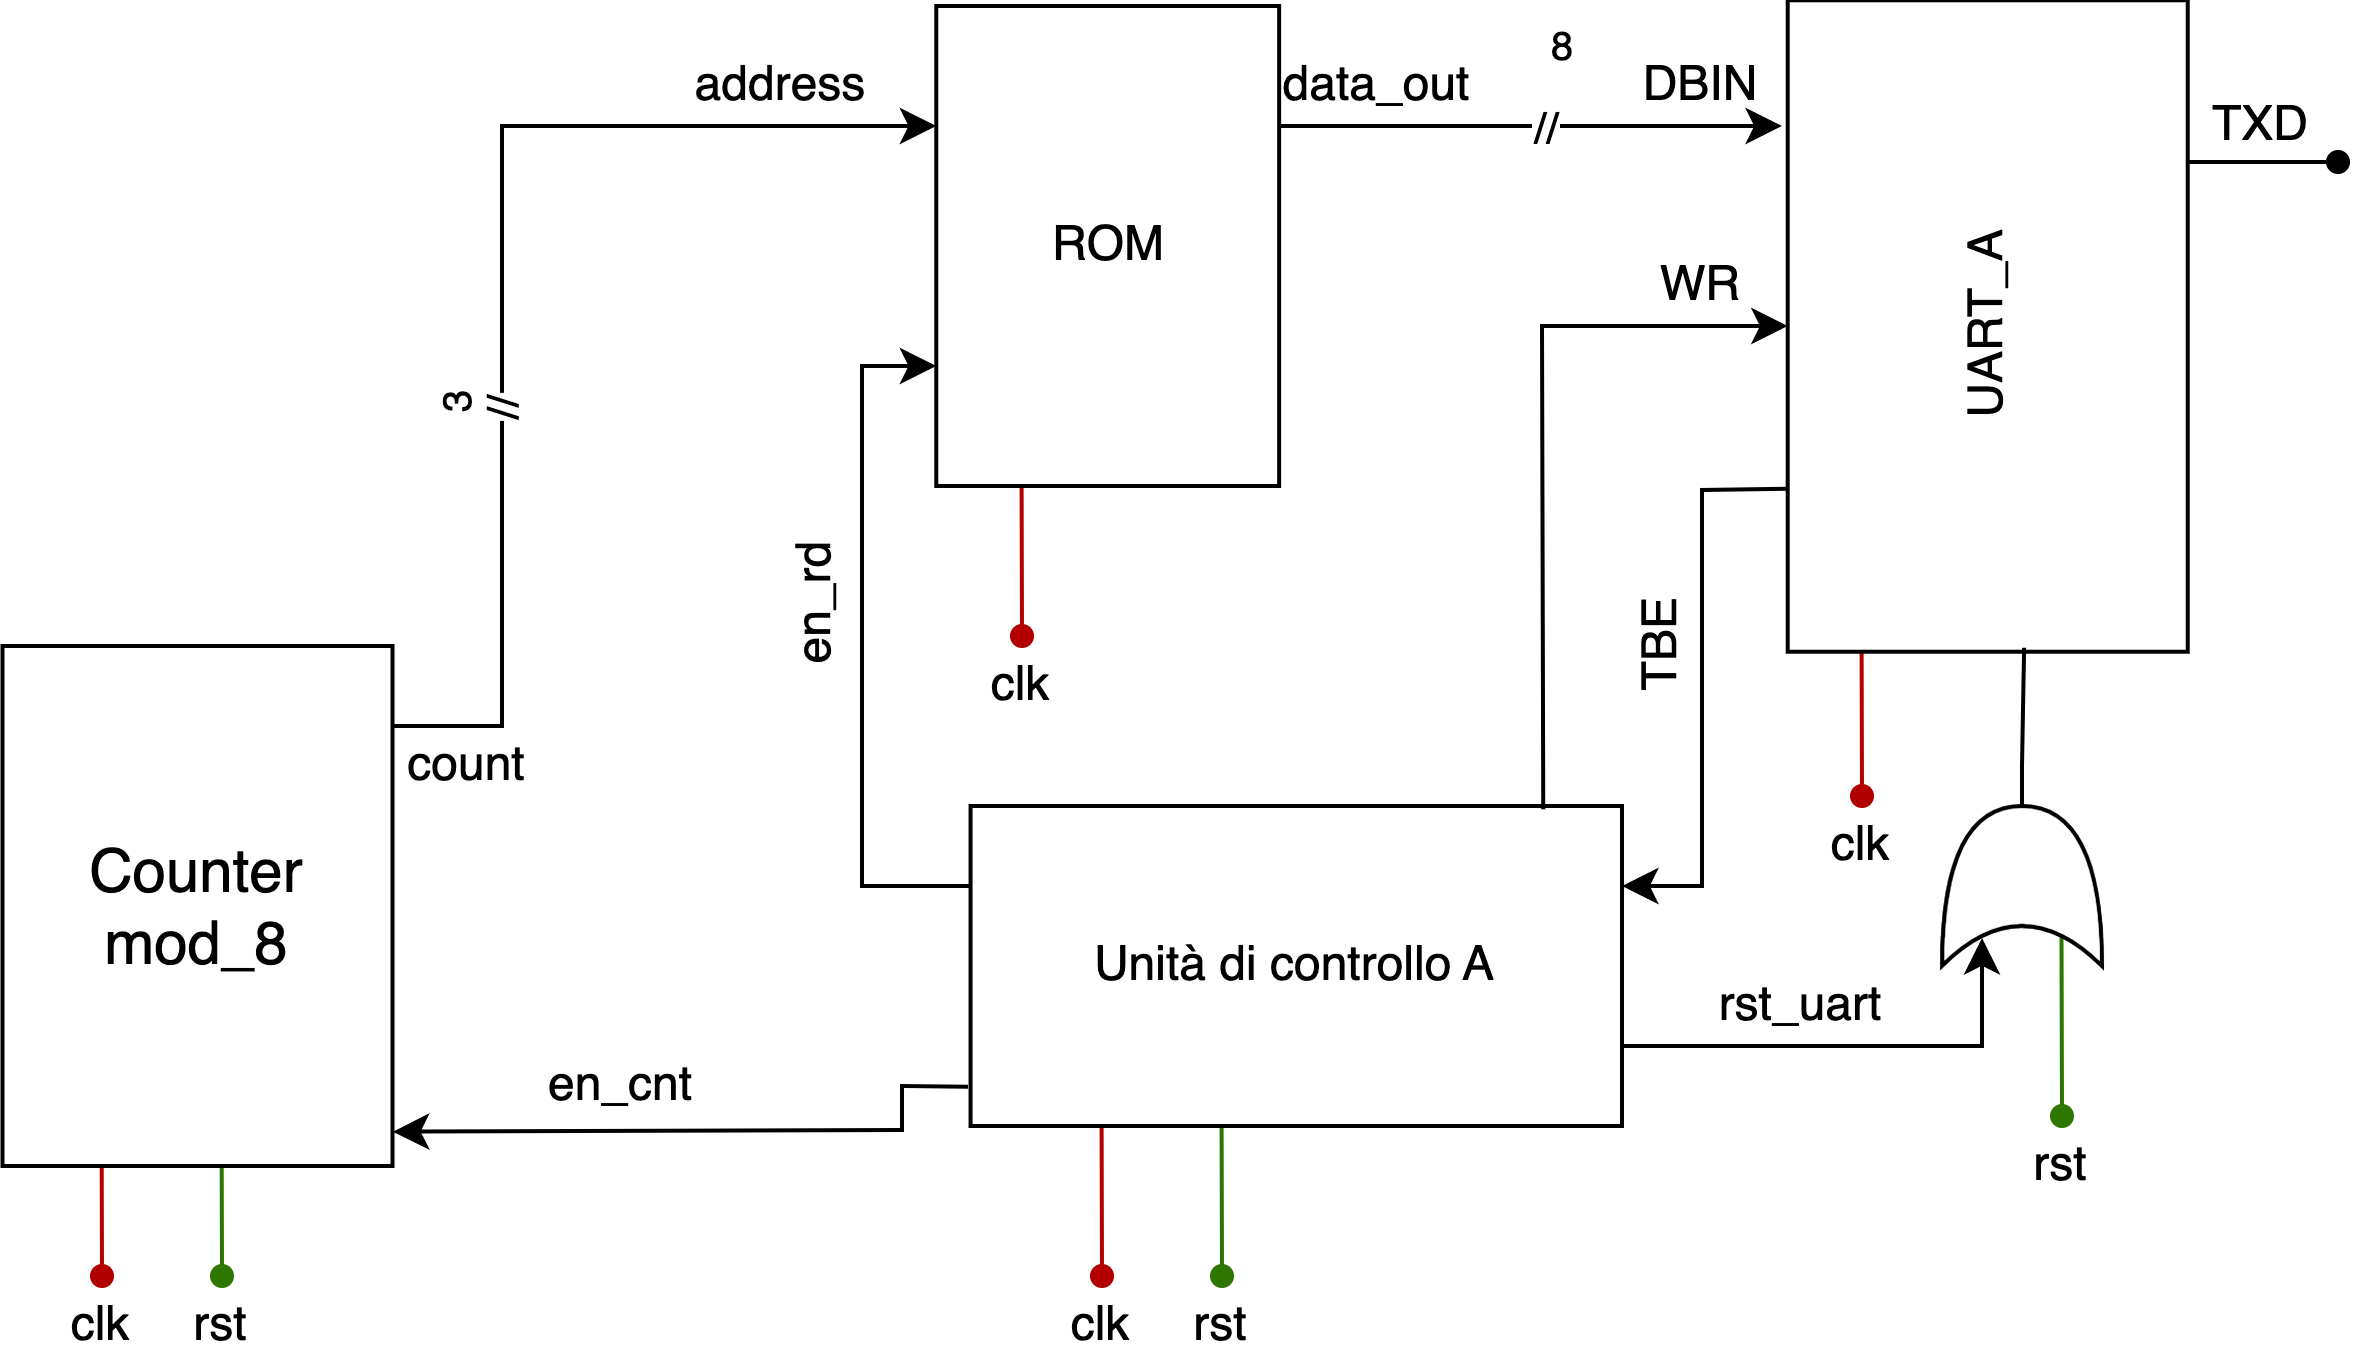 8
address
data_out
//
DBIN
TXD
ROM
WR
UART_A
3
//
en_rd
TBE
clk
count
clk
Counter
mod_8
Unità di controllo A
rst_uart
en_cnt
rst
clk
rst
clk
rst